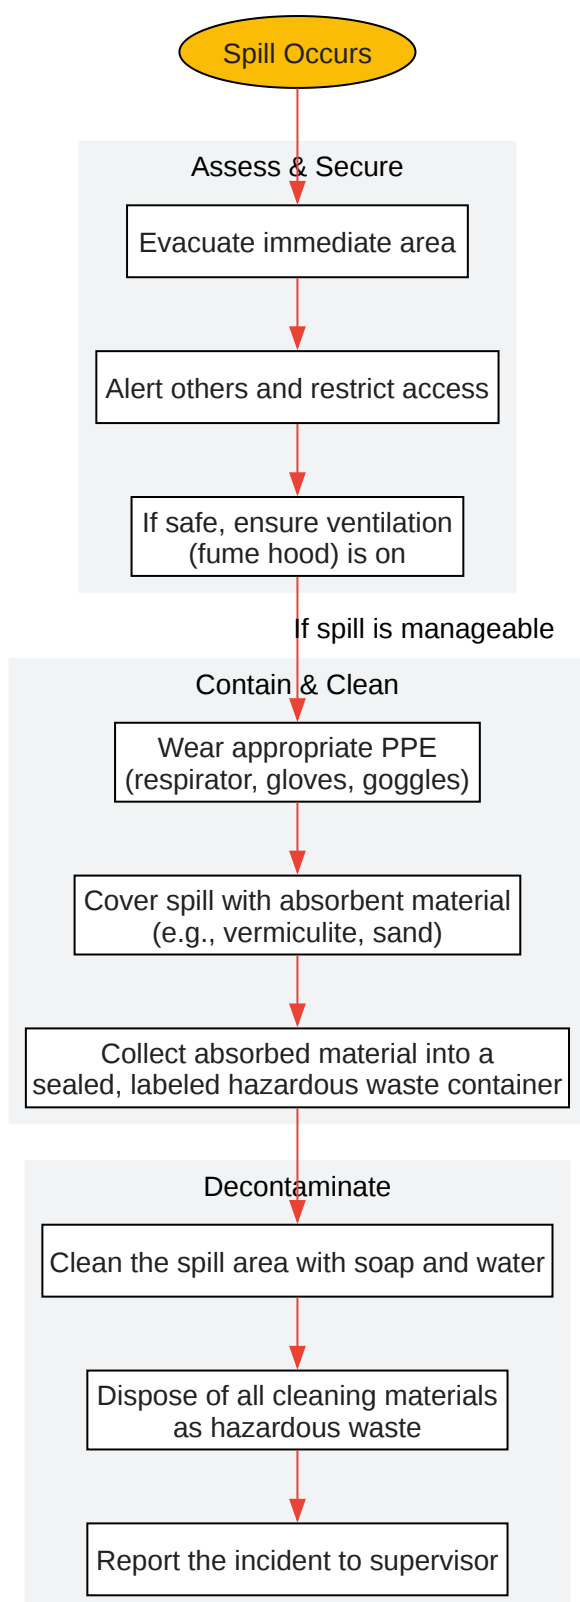 Spill Occurs
Assess & Secure
Evacuate immediate area
Alert others and restrict access
If safe, ensure ventilation
(fume hood) is on
If spill is manageable
Contain & Clean
Wear appropriate PPE
(respirator, gloves, goggles)
Cover spill with absorbent material
(e.g., vermiculite, sand)
Collect absorbed material into a
sealed, labeled hazardous waste container
Decontaminate
Clean the spill area with soap and water
Dispose of all cleaning materials
as hazardous waste
Report the incident to supervisor